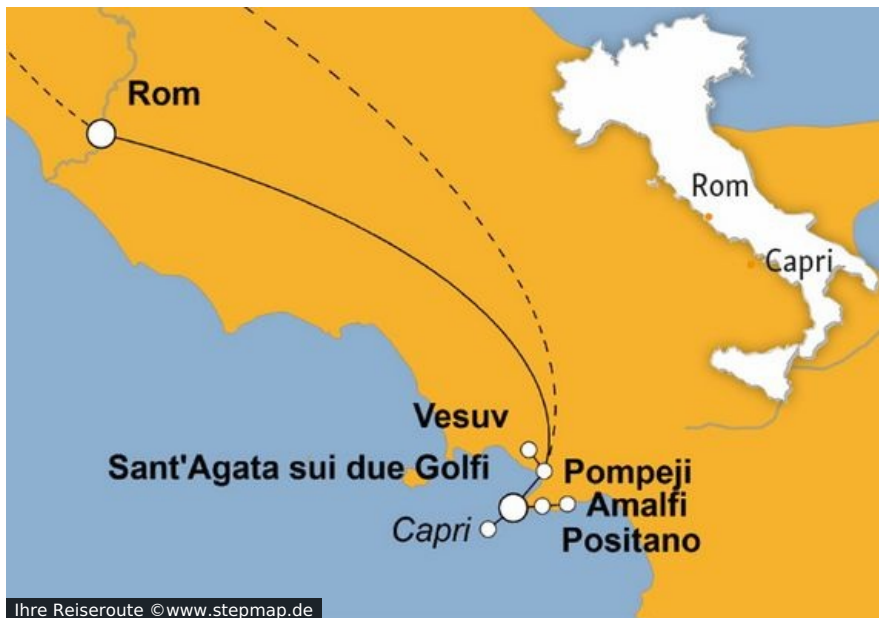 Rom
Rom
Capri
Vesuv
Sant'Agata sui due Golfi
Pompeji
Amalfi
Capri
Positano
Ihre Reiseroute ©www.stepmap.de